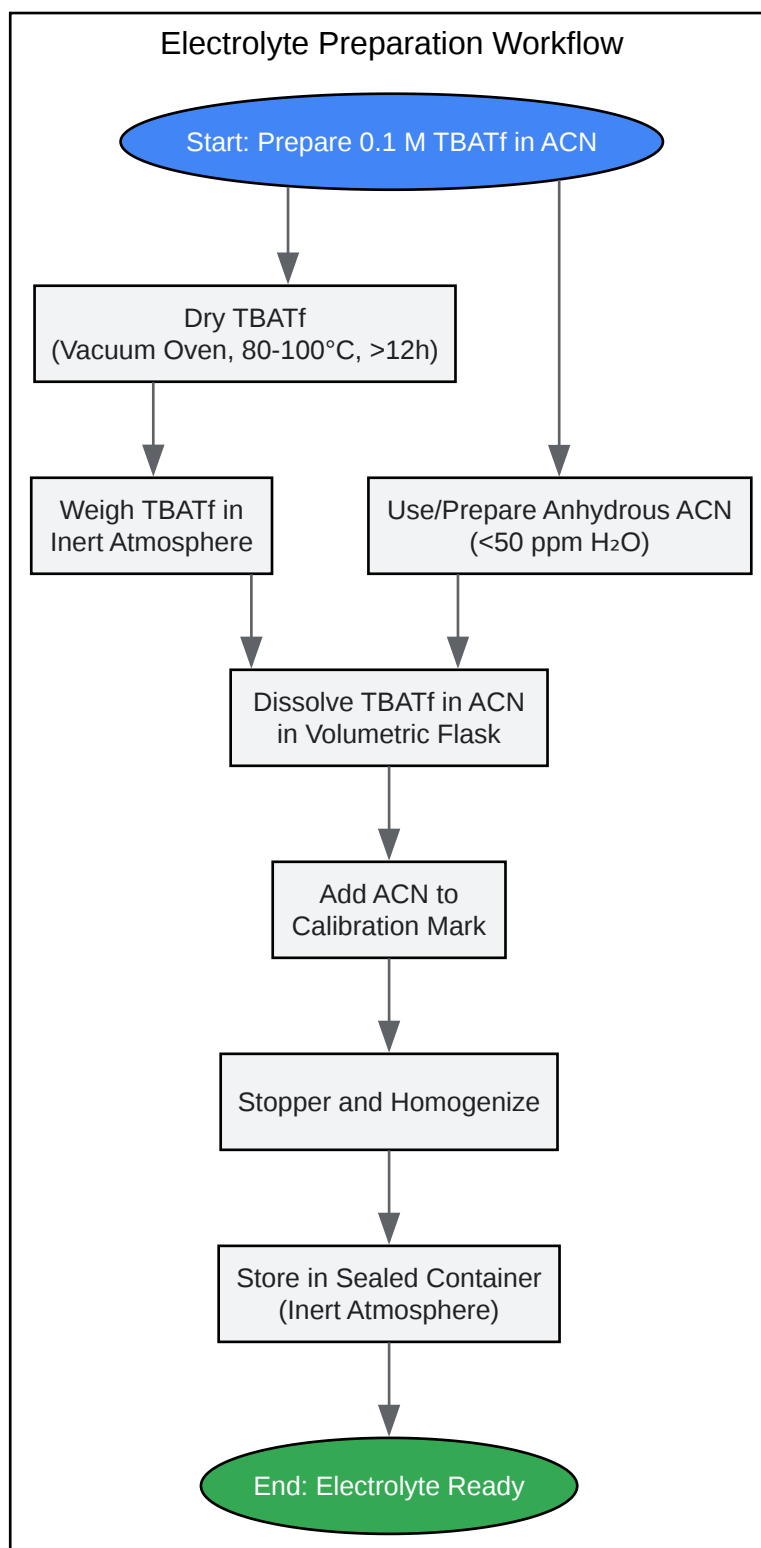 Electrolyte Preparation Workflow
Start: Prepare 0.1 M TBATf in ACN
Dry TBATf
(Vacuum Oven, 80-100°C, >12h)
Weigh TBATf in
Inert Atmosphere
Use/Prepare Anhydrous ACN
(<50 ppm H₂O)
Dissolve TBATf in ACN
in Volumetric Flask
Add ACN to
Calibration Mark
Stopper and Homogenize
Store in Sealed Container
(Inert Atmosphere)
End: Electrolyte Ready